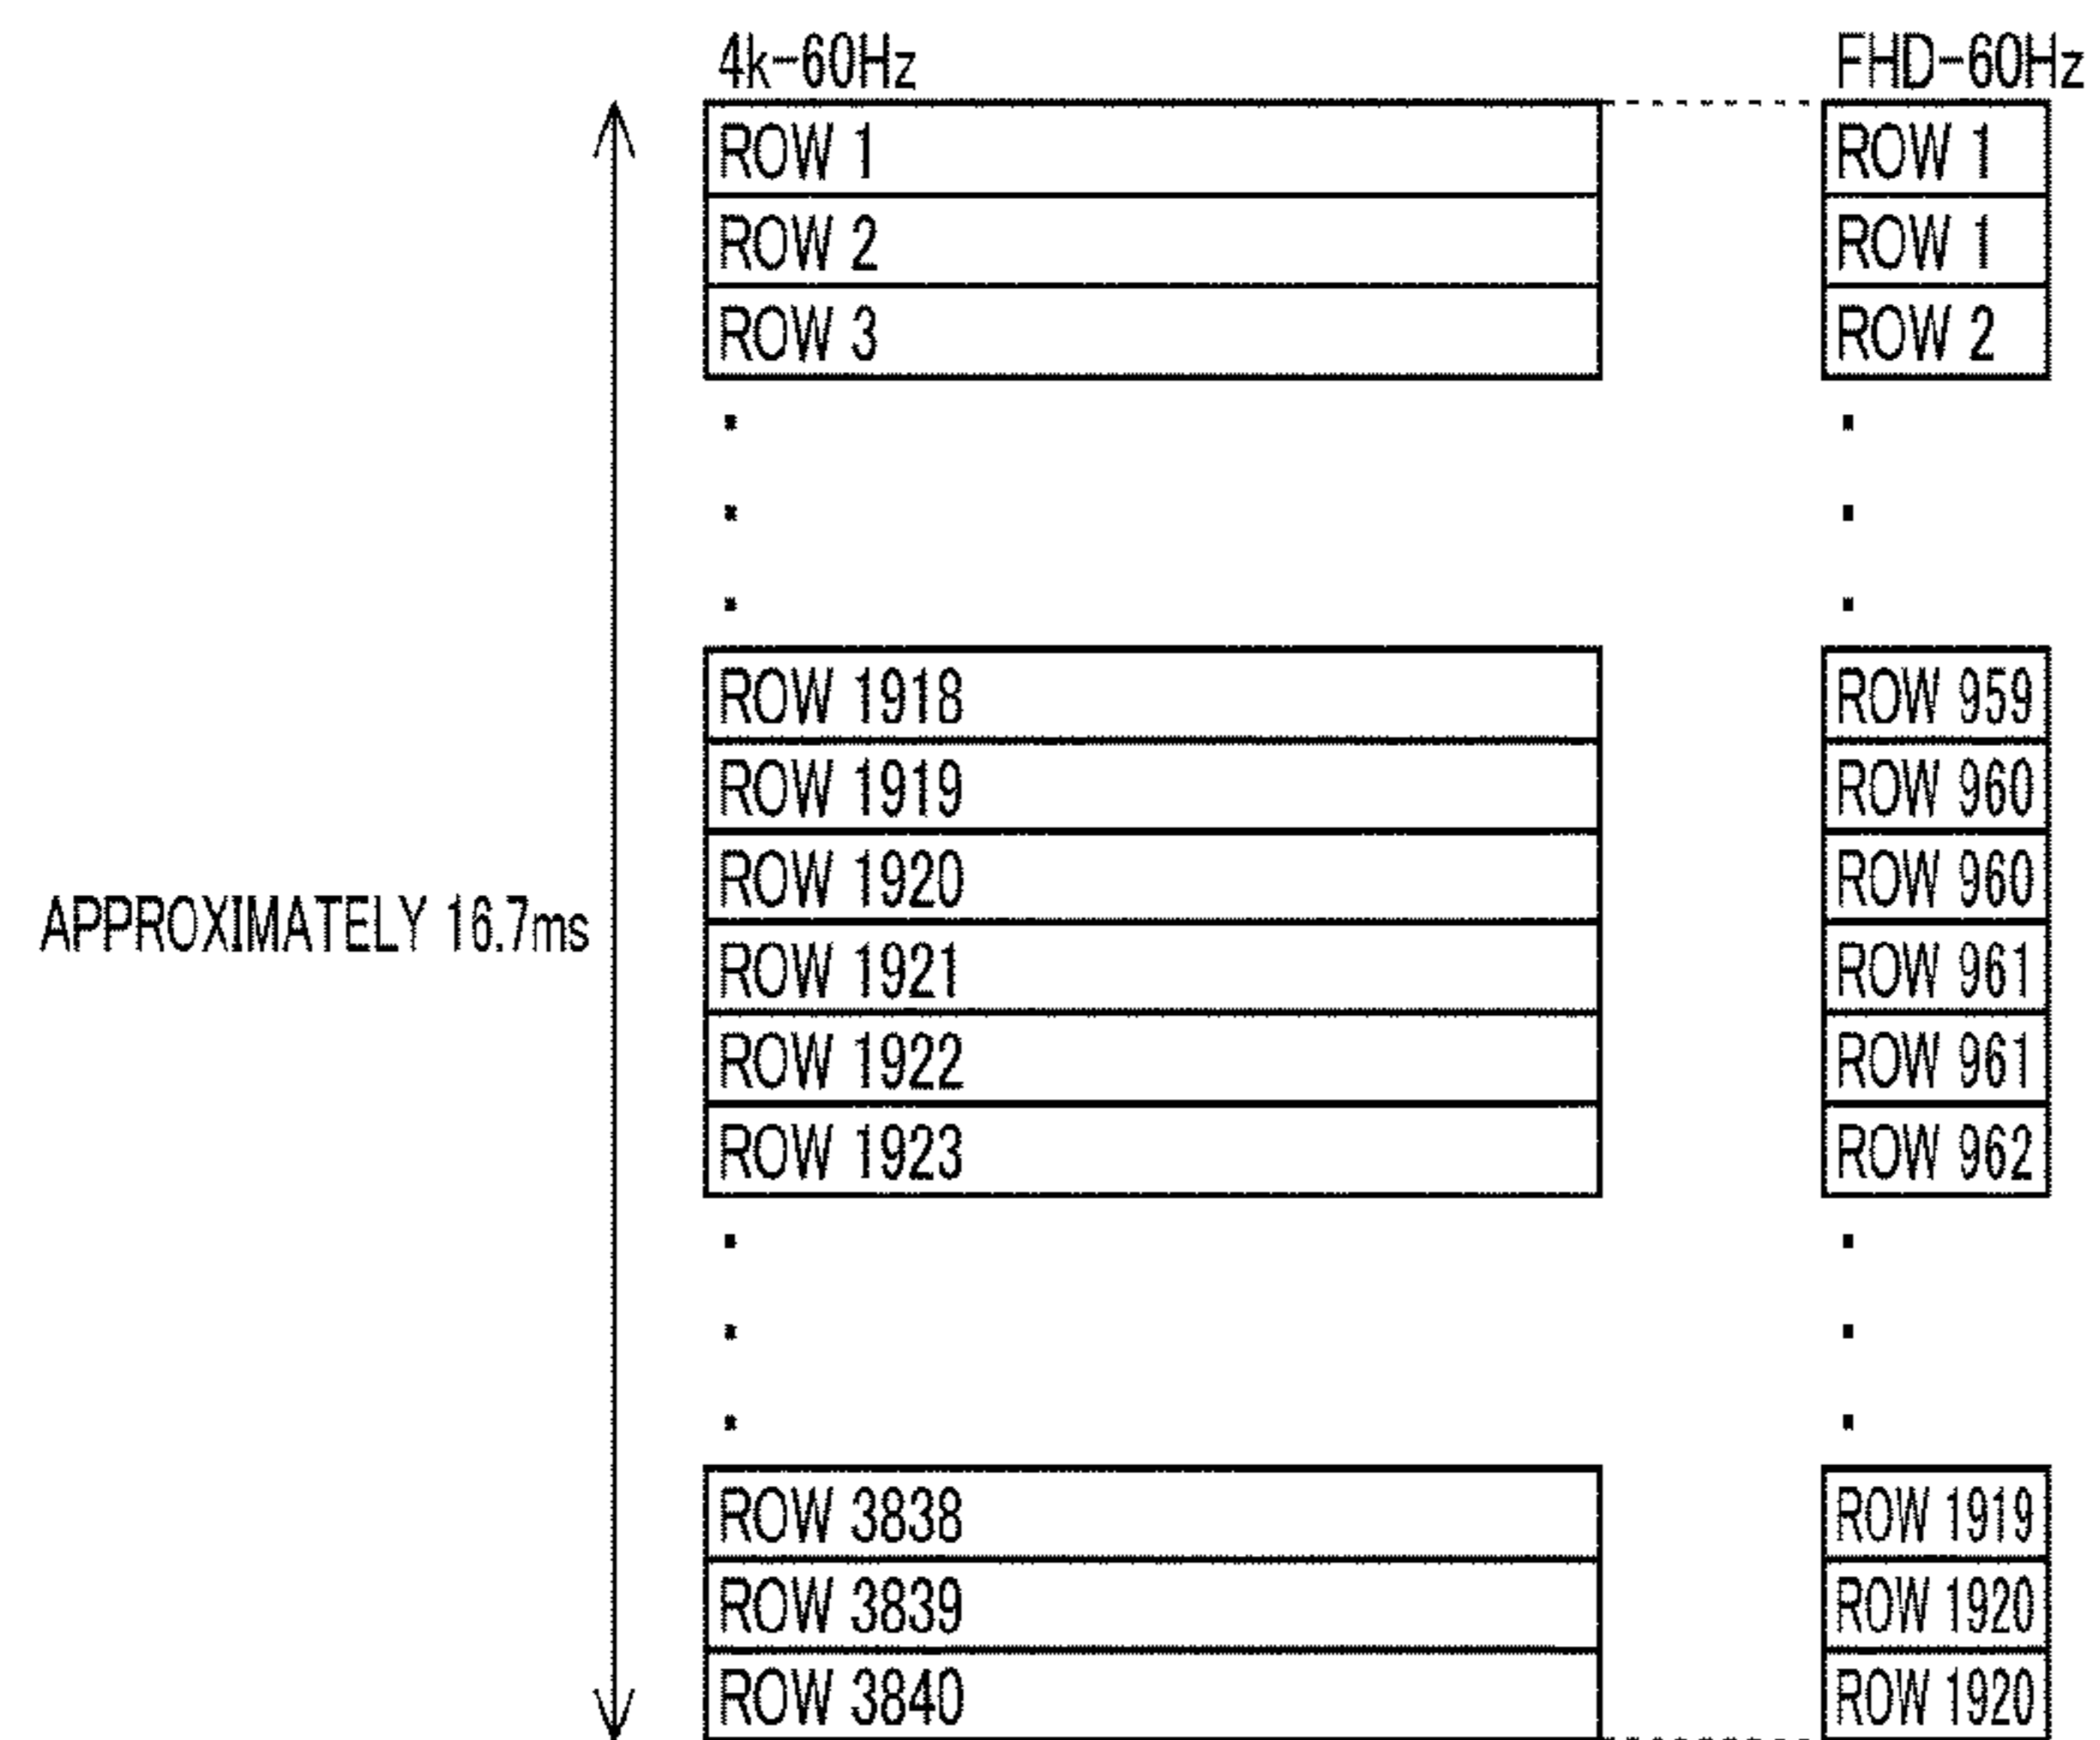 4k-60Hz FHD-60Hz
ROW 1 ROW 1
ROW 2 ROW 1
ROW 3 ROW 2
ROW 1918 ROW 959
ROW 1919 ROW 960
ROW 1920 ROW 960
APPROXIMATELY 16.7ms
ROW 1921 ROW 961
ROW 1922 ROW 961
ROW 1923 ROW 962
ROW 3838 ROW 1919
ROW 3839 ROW 1920
ROW 3840 ROW 1920